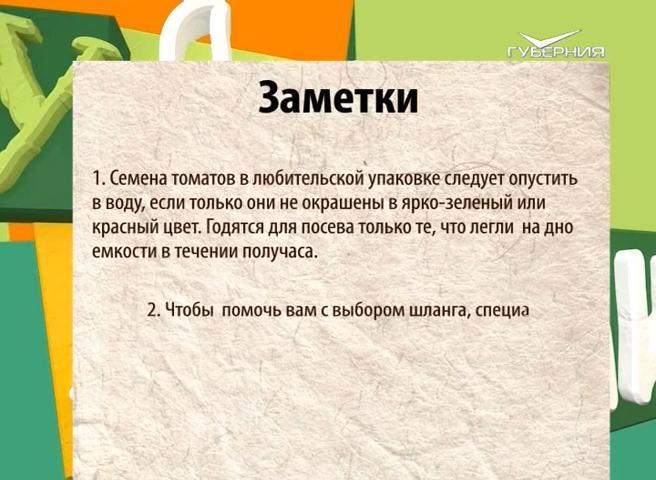 ГУБЕРНИЯ
Заметки
1. Семена томатов в любительской упаковке следует опустить
в воду, если только они не окрашены в ярко-зеленый или
красный цвет. Годятся для посева только те, что легли на дно
емкости в течении получаса.
2. Чтобы помочь вам с выбором шланга, специа